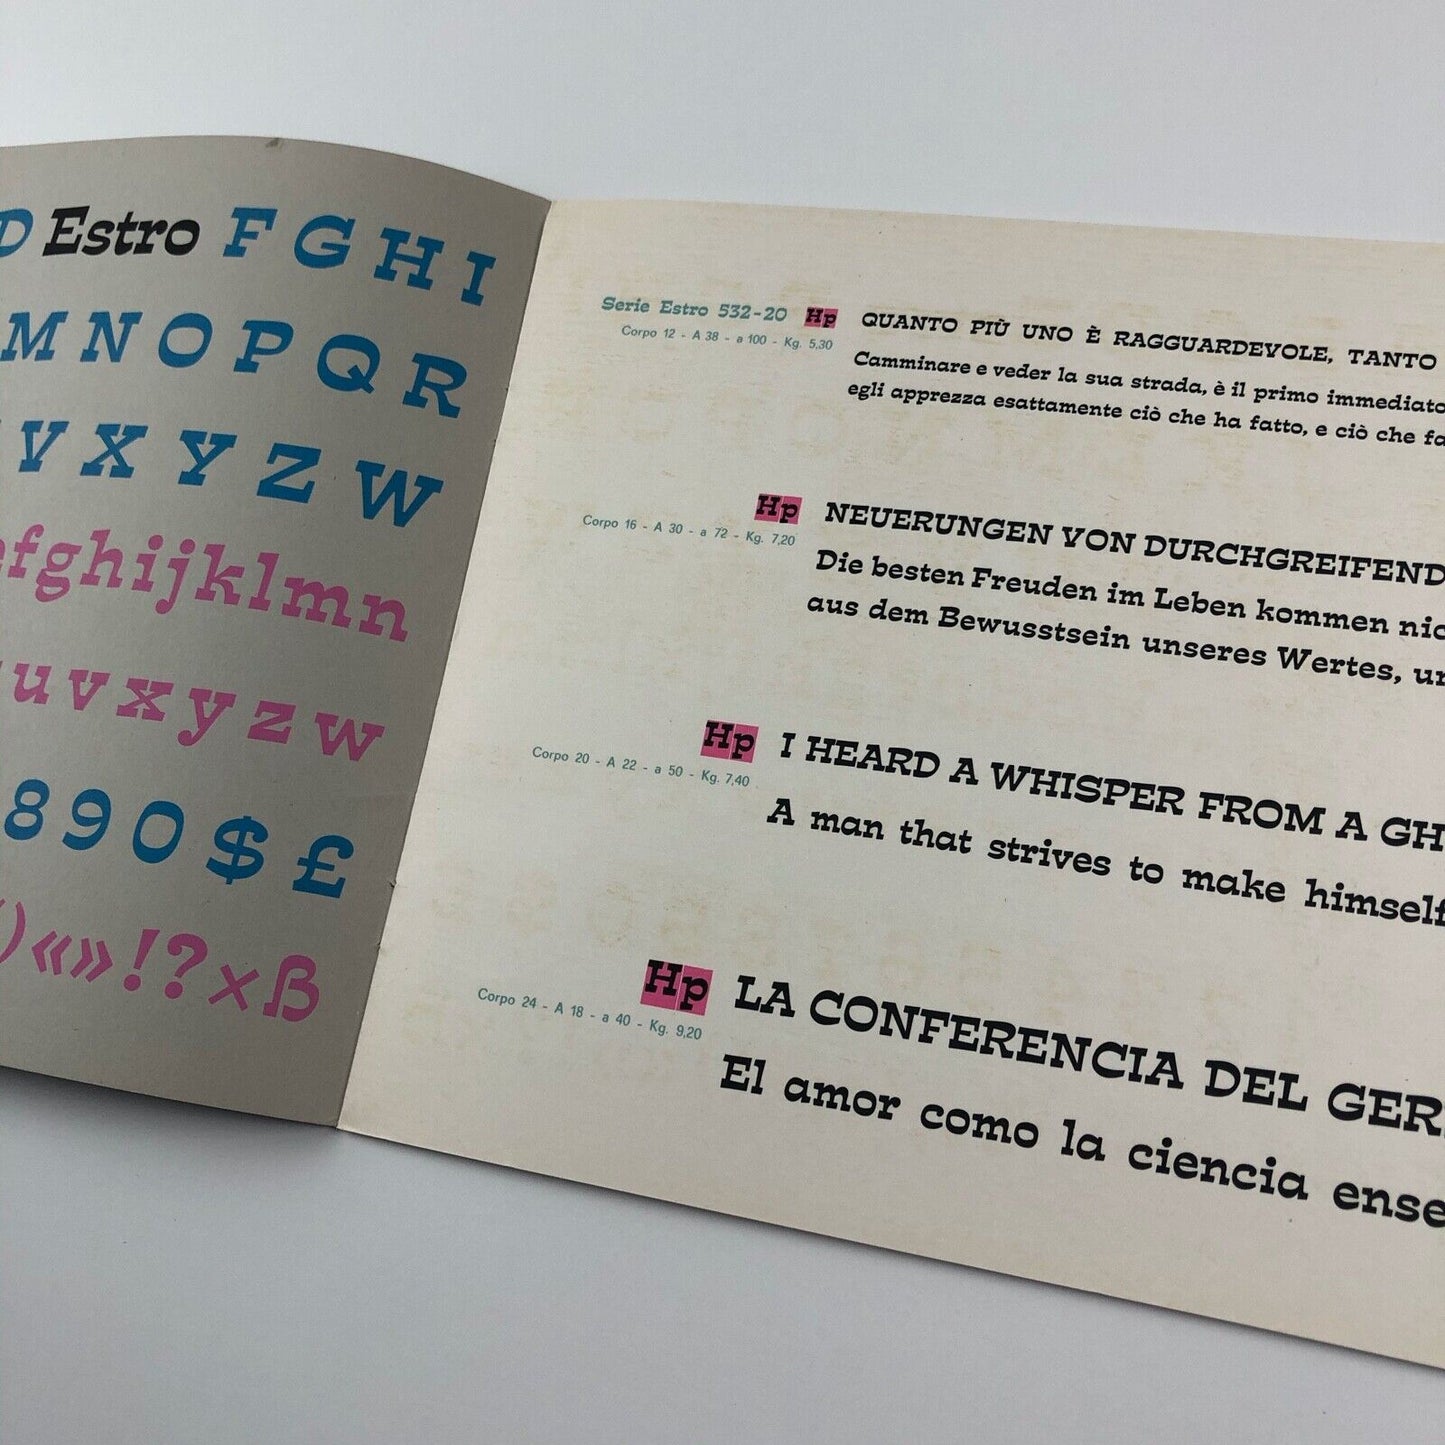 D Estro F G H I
M N O P Q R
V X Y Z W
efghijklmn
uvxyzw
890$£
()«»!?×ß
Serie Estro 532-20 Hp
Corpo 12 - A 38 - a 100 - Kg. 5,30
QUANTO PIÙ UNO È RAGGUARDEVOLE, TANTO
Camminare e veder la sua strada, è il primo immediato
egli apprezza esattamente ciò che ha fatto, e ciò che fa
Hp
Corpo 16 - A 30 - a 72 - Kg. 7,20
NEUERUNGEN VON DURCHGREIFEND
Die besten Freuden im Leben kommen nic
aus dem Bewusstsein unseres Wertes, un
Hp
Corpo 20 - A 22 - a 50 - Kg. 7,40
I HEARD A WHISPER FROM A GH
A man that strives to make himself
Hp
Corpo 24 - A 18 - a 40 - Kg. 9,20
LA CONFERENCIA DEL GER
El amor como la ciencia ense